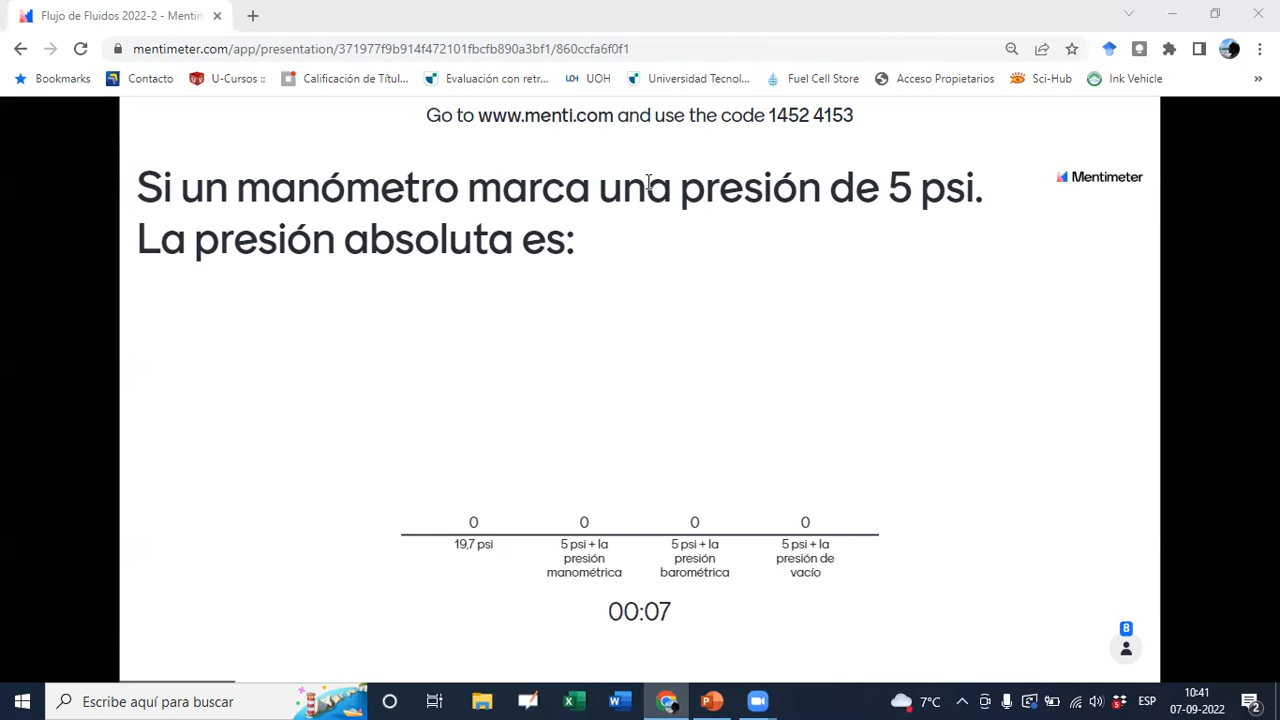 Flujo de Fluidos 2022-2 - Mentim
mentimeter.com/app/presentation/371977f9b914f472101fbcfb890a3bf1/860ccfa6f0f1
Bookmarks Contacto U-Cursos :: Calificación de Títul... Evaluación con retr... UOH UOH Universidad Tecnol... Fuel Cell Store Acceso Propietarios Sci-Hub Ink Vehicle »
Go to www.menti.com and use the code 1452 4153
Si un manómetro marca una presión de 5 psi.
La presión absoluta es:
Mentimeter
0 0 0 0
19,7 psi
5 psi + la
presión
manométrica
5 psi + la
presión
barométrica
5 psi + la
presión de
vacío
00:07
8
Escribe aquí para buscar
7°C
ESP
10:41
07-09-2022
2